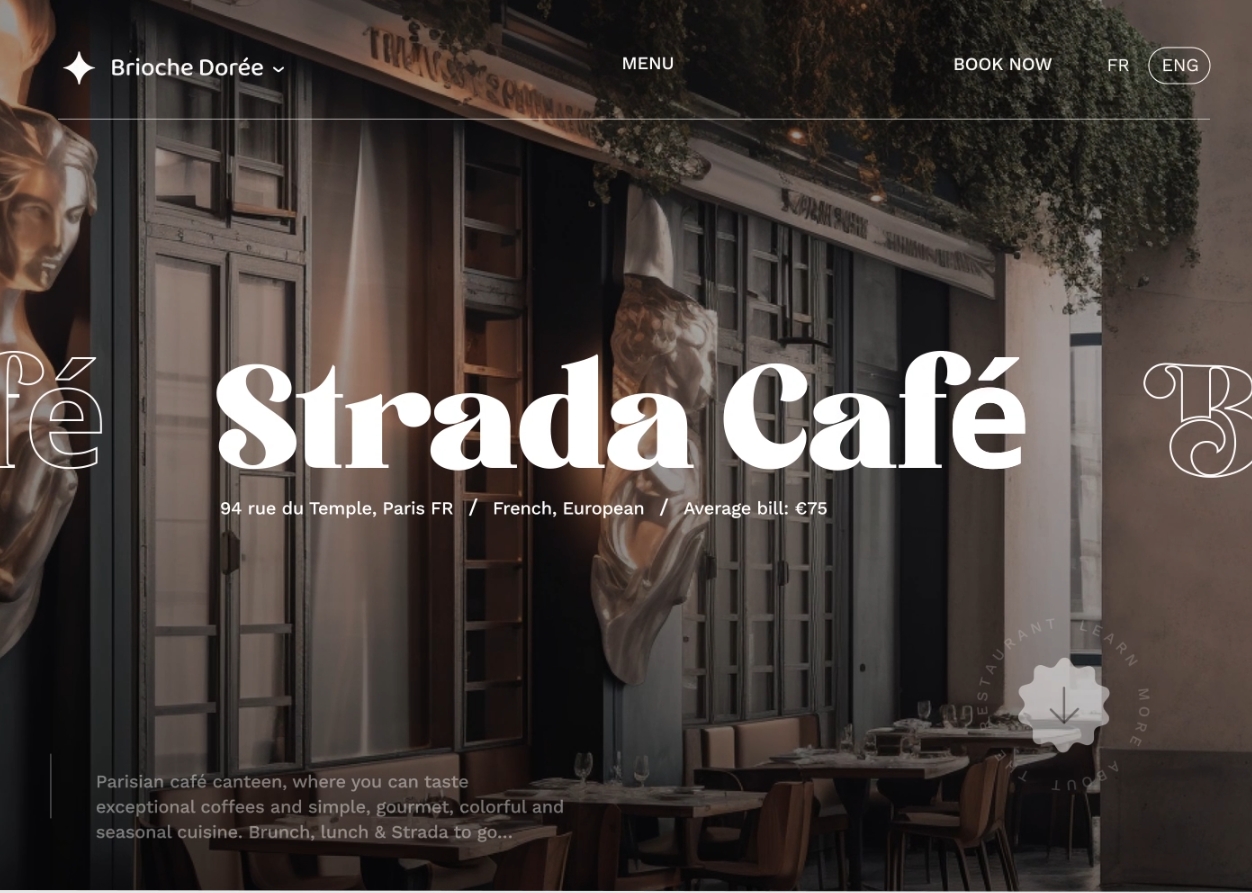 Brioche Dorée
MENU
BOOK NOW
FR
ENG
fé
Strada Café
B
94 rue du Temple, Paris FR / French, European / Average bill: €75
LEARN MORE ABOUT THE RESTAURANT
Parisian café canteen, where you can taste
exceptional coffees and simple, gourmet, colorful and
seasonal cuisine. Brunch, lunch & Strada to go...